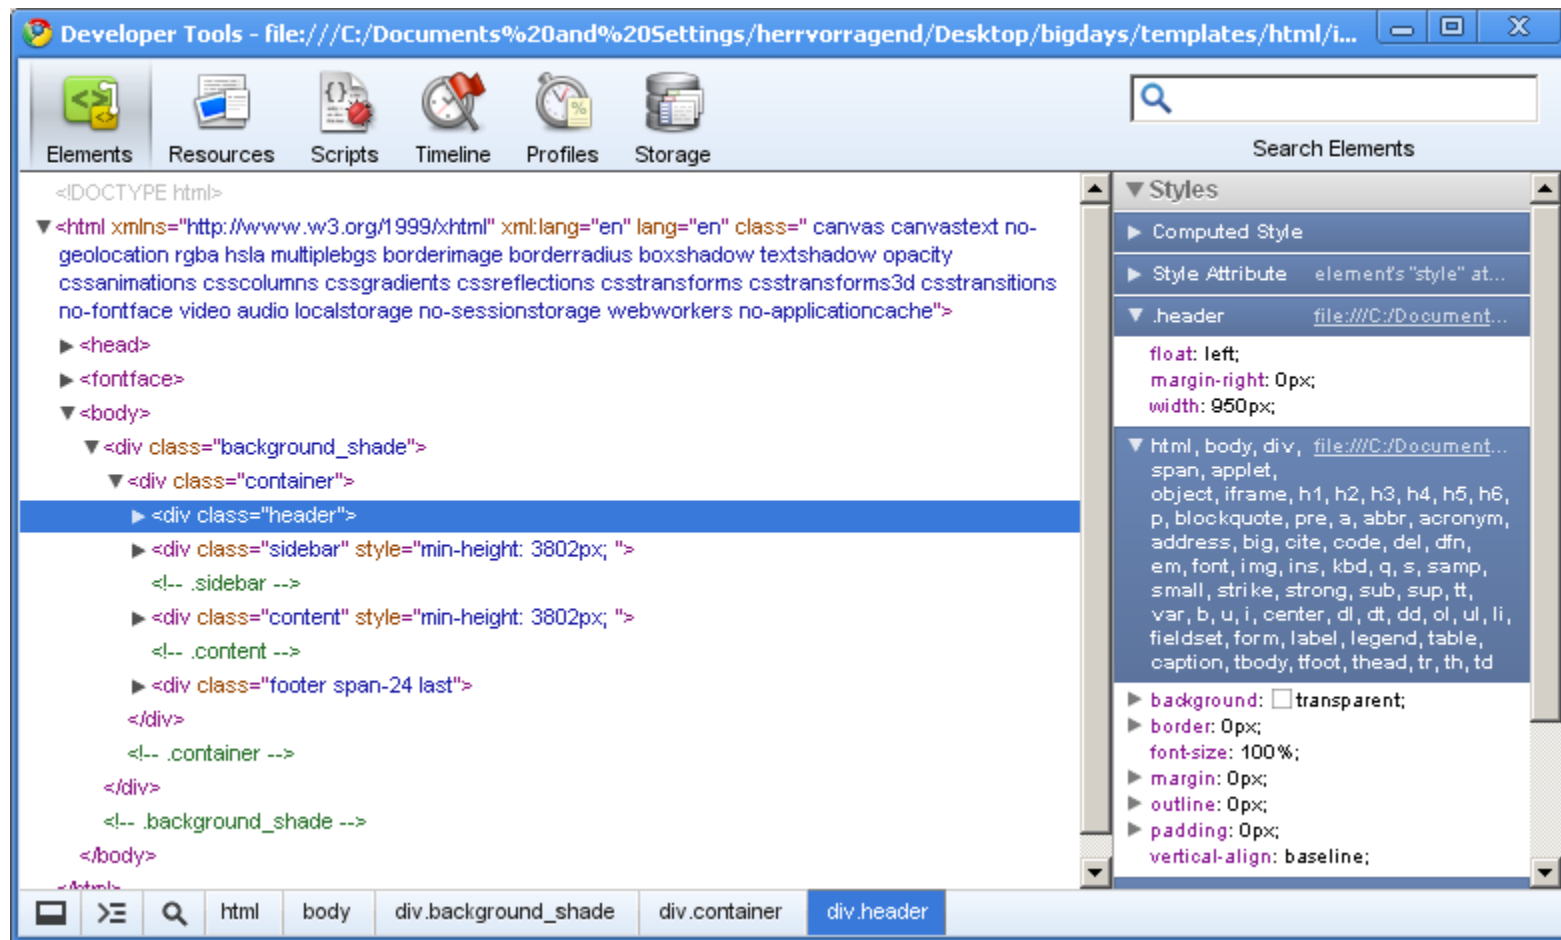 Developer Tools - file:///C:/Documents%20and%20Settings/herrvorragend/Desktop/bigdays/templates/html/i...
Elements
Resources
Scripts
Timeline
Profiles
Storage
Search Elements
<!DOCTYPE html>
<html xmlns="http://www.w3.org/1999/xhtml" xml:lang="en" lang="en" class=" canvas canvastext no-
geolocation rgba hsla multiplebgs borderimage borderradius boxshadow textshadow opacity
cssanimations csscolumns cssgradients cssreflections csstransforms csstransforms3d csstransitions
no-fontface video audio localstorage no-sessionstorage webworkers no-applicationcache">
<head>
<fontface>
<body>
<div class="background_shade">
<div class="container">
<div class="header">
<div class="sidebar" style="min-height: 3802px; ">
<!-- .sidebar -->
<div class="content" style="min-height: 3802px; ">
<!-- .content -->
<div class="footer span-24 last">
</div>
<!-- .container -->
</div>
<!-- .background_shade -->
</body>
</html>
Styles
Computed Style
Style Attribute element's "style" at...
.header file:///C:/Document...
float: left;
margin-right: 0px;
width: 950px;
html, body, div, file:///C:/Document...
span, applet,
object, iframe, h1, h2, h3, h4, h5, h6,
p, blockquote, pre, a, abbr, acronym,
address, big, cite, code, del, dfn,
em, font, img, ins, kbd, q, s, samp,
small, strike, strong, sub, sup, tt,
var, b, u, i, center, dl, dt, dd, ol, ul, li,
fieldset, form, label, legend, table,
caption, tbody, tfoot, thead, tr, th, td
background: transparent;
border: 0px;
font-size: 100%;
margin: 0px;
outline: 0px;
padding: 0px;
vertical-align: baseline;
html
body
div.background_shade
div.container
div.header